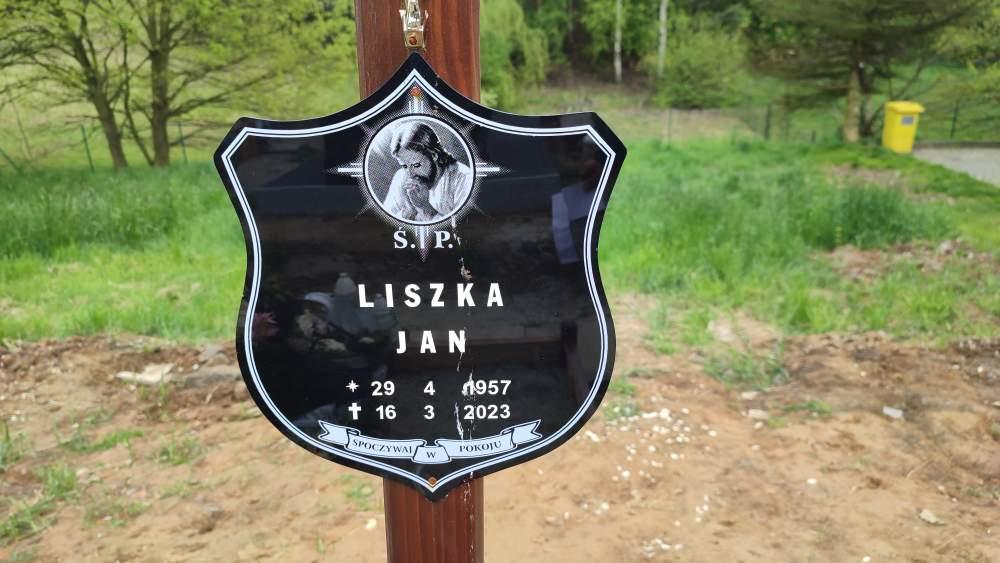 Ś. P.
LISZKA
JAN
* 29 4 1957
✝ 16 3 2023
SPOCZYWAJ W POKOJU